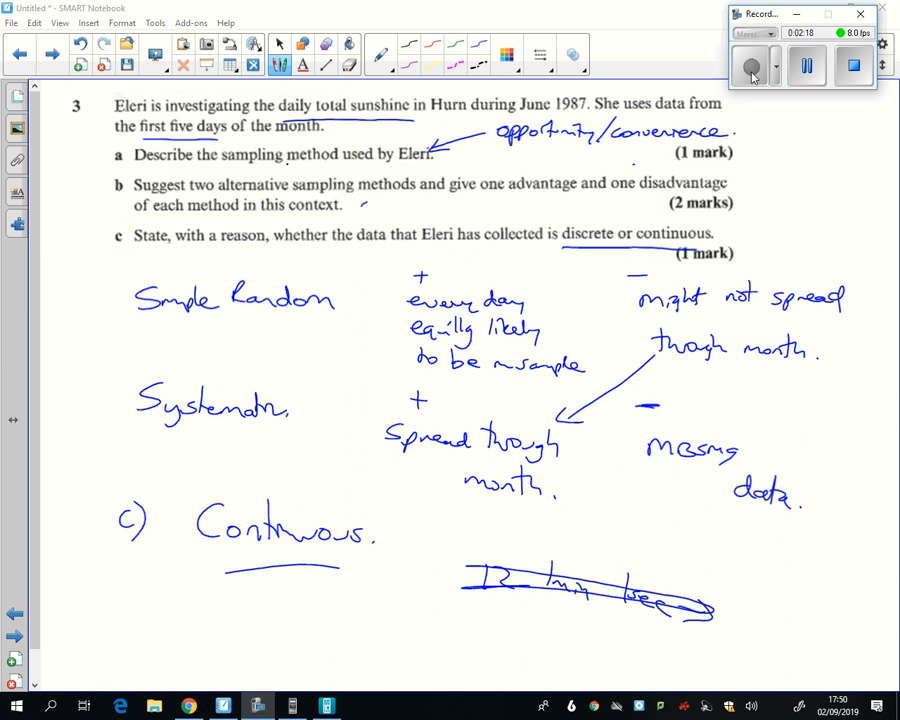 Untitled * - SMART Notebook
File Edit View Insert Format Tools Add-ons Help
Record...
Menu
0:02:18
8.0 fps
3 Eleri is investigating the daily total sunshine in Hurn during June 1987. She uses data from
the first five days of the month.
opportunity/convenience.
a Describe the sampling method used by Eleri. (1 mark)
b Suggest two alternative sampling methods and give one advantage and one disadvantage
of each method in this context. (2 marks)
c State, with a reason, whether the data that Eleri has collected is discrete or continuous.
(1 mark)
+ −
Simple Random every day might not spread
equilly likely though month.
to be in sample
Systematic. + −
Spread through missing
month. data.
c) Continuous.
12 1min 1sec
17:50
02/09/2019